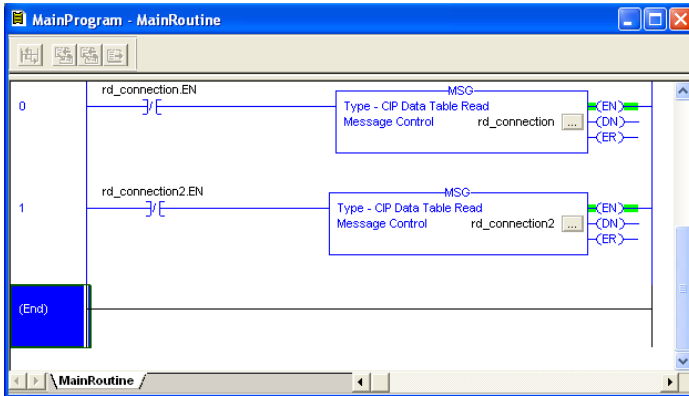 MainProgram - MainRoutine
rd_connection.EN
MSG
0
Type - CIP Data Table Read
(EN)
Message Control rd_connection ...
(DN)
(ER)
rd_connection2.EN
MSG
1
Type - CIP Data Table Read
(EN)
Message Control rd_connection2 ...
(DN)
(ER)
(End)
MainRoutine